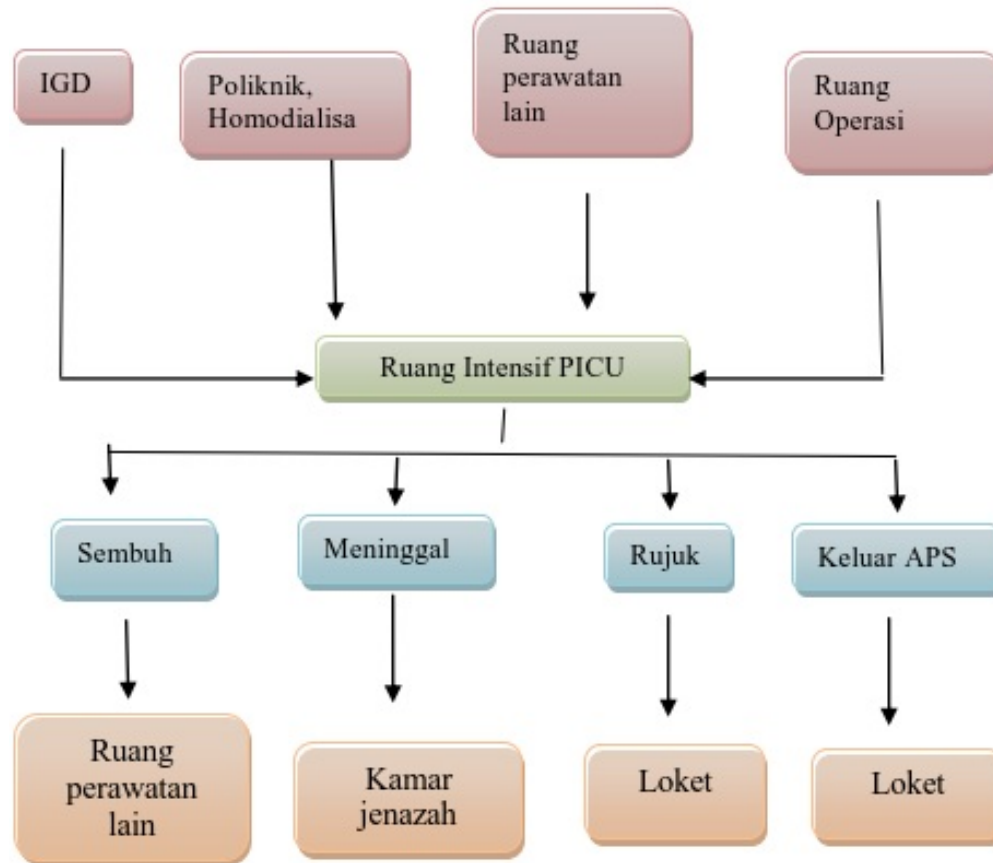 IGD
Poliknik,
Homodialisa
Ruang
perawatan
lain
Ruang
Operasi
Ruang Intensif PICU
Sembuh
Meninggal
Rujuk
Keluar APS
Ruang
perawatan
lain
Kamar
jenazah
Loket
Loket